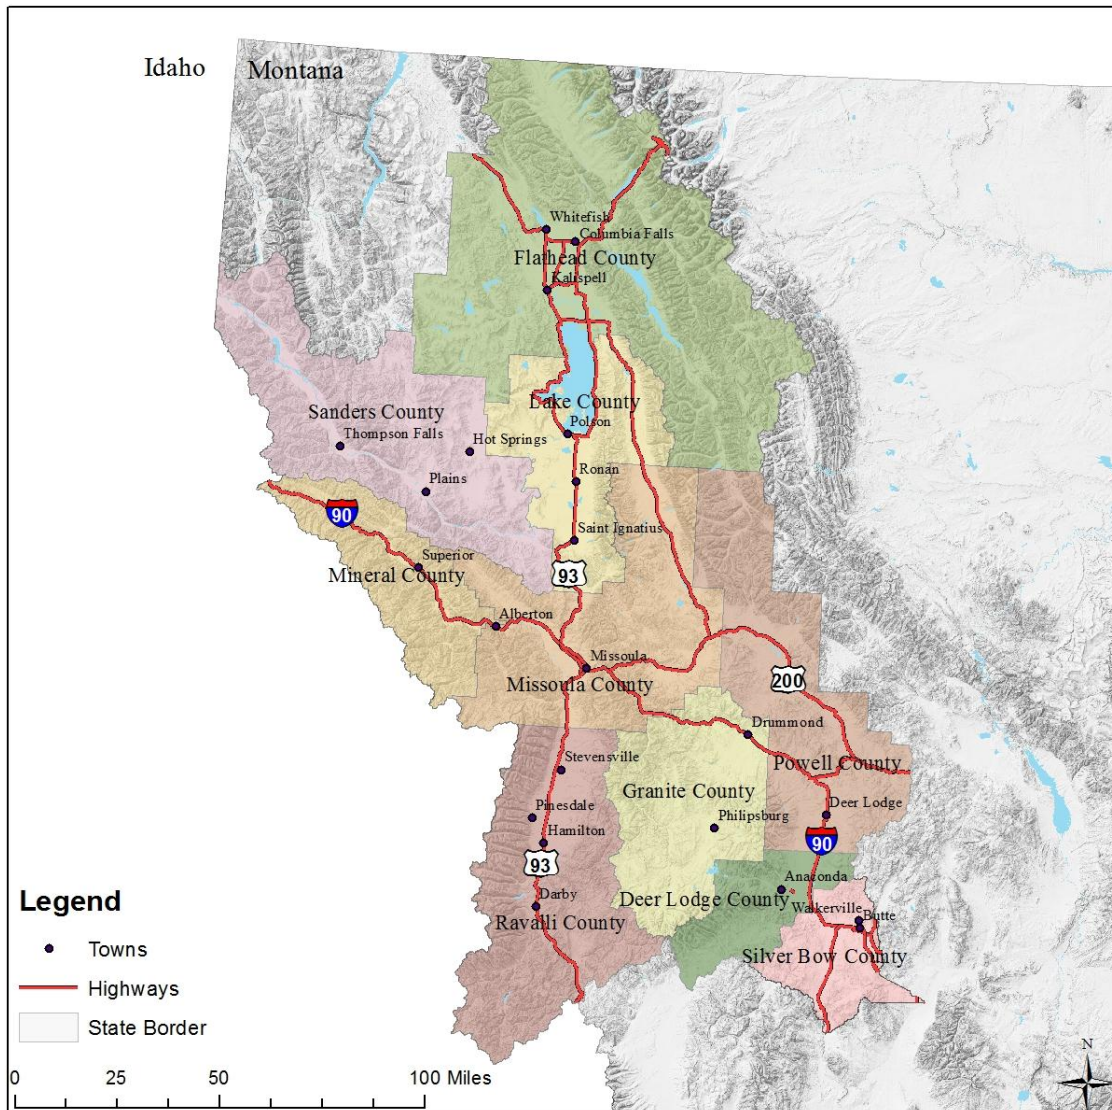 Idaho
Montana
Whitefish
Columbia Falls
Flathead County
Kalispell
Lake County
Sanders County
Polson
Thompson Falls
Hot Springs
Ronan
Plains
90
Saint Ignatius
Superior
93
Mineral County
Alberton
Missoula
200
Missoula County
Drummond
Stevensville
Powell County
Granite County
Pinesdale
Deer Lodge
Philipsburg
Hamilton
90
93
Anaconda
Darby
Deer Lodge County
Walkerville
Butte
Ravalli County
Silver Bow County
Legend
Towns
Highways
State Border
N
0 25 50 100 Miles